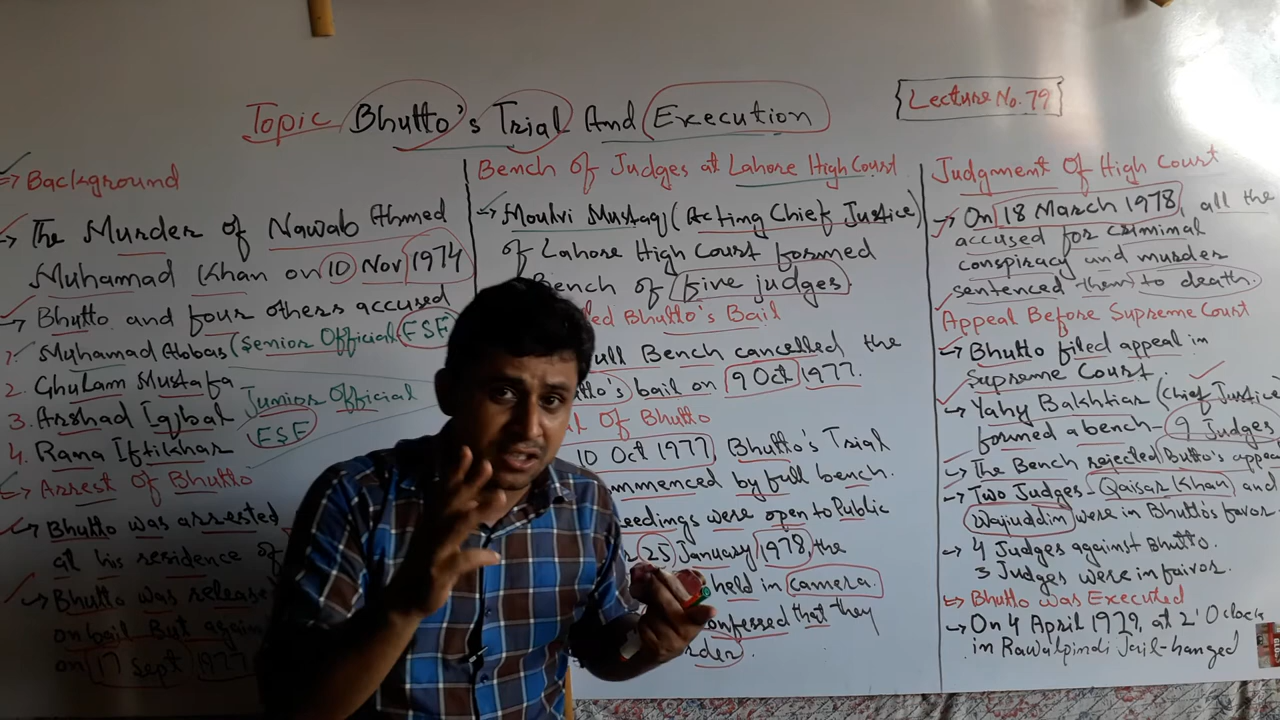 Topic Bhutto's Trial And Execution
Lecture No. 79
Background
The Murder of Nawab Ahmed
Muhamad Khan on 10 Nov 1974
Bhutto and four others accused
1. Muhamad Abbas (Senior Official FSF)
2. Ghulam Mustafa
3. Arshad Iqbal
4. Rana Iftikhar
Junior Official
FSF
Arrest Of Bhutto
Bhutto was arrested
at his residence of
Bhutto was release
on bail But again
on 17 Sept 1977
Bench Of Judges at Lahore High Court
Moulvi Mustaq (Acting Chief Justice)
of Lahore High Court formed
Bench of five judges
Bhutto's Bail
Bench cancelled the
bail on 9 Oct 1977.
Of Bhutto
10 Oct 1977 Bhutto's Trial
by full bench.
were open to Public
25 January 1978, the
held in camera.
that they
Judgment Of High Court
On 18 March 1978, all the
accused for criminal
conspiracy and murder
sentenced them to death.
Appeal Before Supreme Court
Bhutto filed appeal in
Supreme Court.
Yahy Bakhtiar (Chief Justice
formed a bench - 9 Judges
The Bench rejected Butto's appea
Two Judges - Qaisar Khan and
Wajuddim were in Bhutto's favor
4 Judges against Bhutto.
3 Judges were in faivor.
Bhutto was Executed
On 4 April 1979, at 2'O'clock
in Rawalpindi Jail-hanged